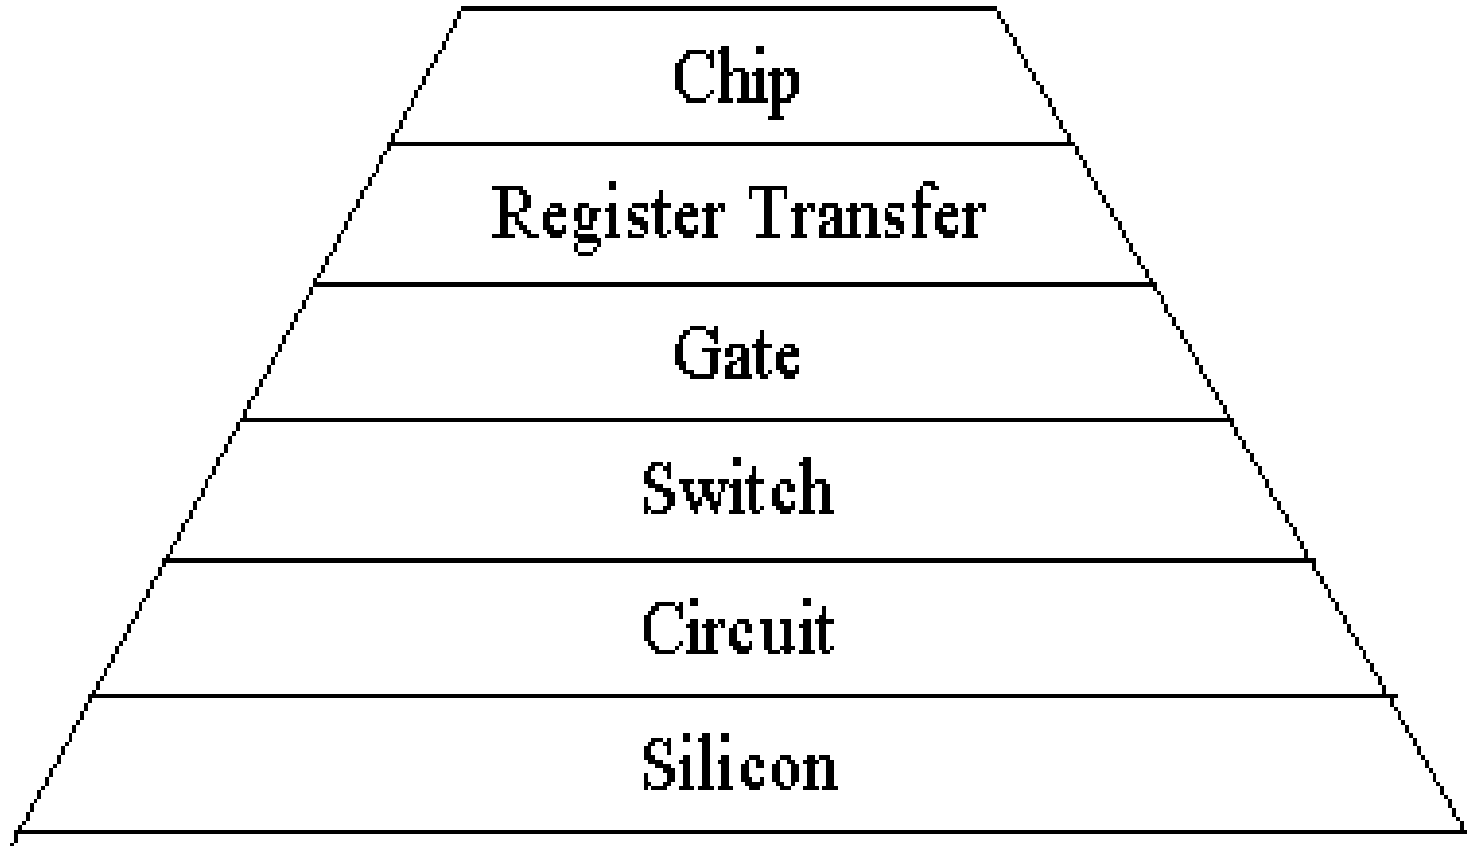 Chip
Register Transfer
Gate
Switch
Circuit
Silicon